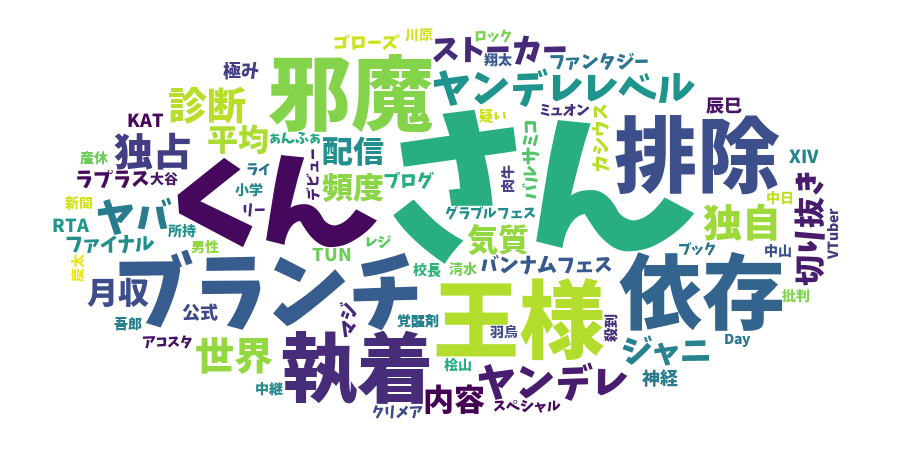 ロック
川原
ゴローズ
ストーカー
翔太
ファンタジー
極み
邪魔
ヤンデレレベル
診断
KAT
疑い
ミュオン
辰巳
平均
ぁんふぁ
配信
バルサミコ
カシウス
排除
独占
さん
産休
ラプラス
大谷
くん
ライ
デビュー
頻度
ブログ
肉牛
XIV
小学
切り抜き
中日
新聞
ヤバ
リー
グラブルフェス
独自
RTA
所持
VTuber
ファイナル
男性
TUN
レジ
気質
ブック
中山
慶太
月収
ブランチ
校長
清水
バンナムフェス
依存
批判
公式
マジ
王様
吾郎
覚醒剤
羽鳥
殺到
アコスタ
世界
執着
ジャニ
Day
桧山
ヤンデレ
神経
中継
内容
クリメア
スペシャル